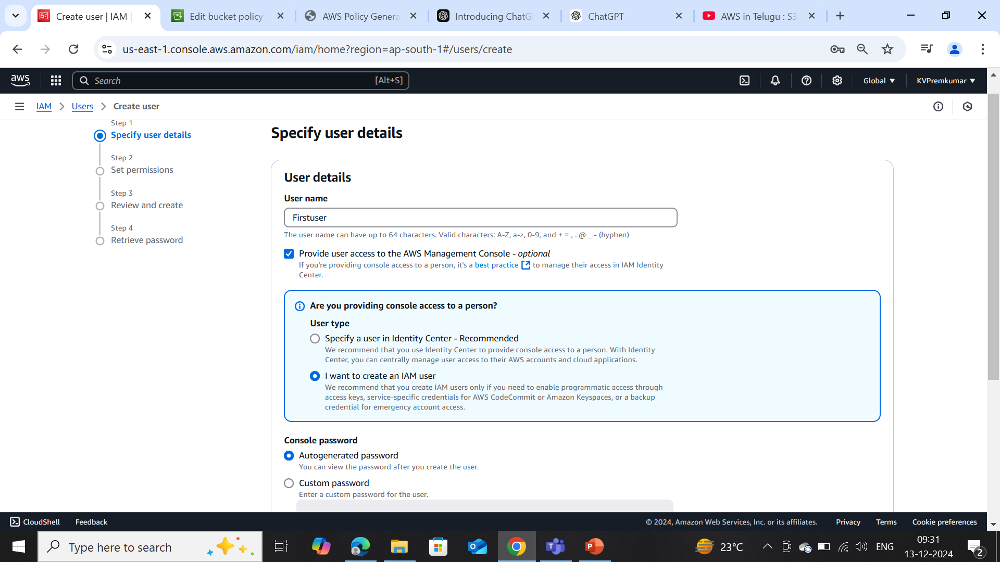 Create user | IAM |
Edit bucket policy
AWS Policy Genera
Introducing ChatG
ChatGPT
AWS in Telugu : S3
us-east-1.console.aws.amazon.com/iam/home?region=ap-south-1#/users/create
aws
Search
[Alt+S]
Global
KVPremkumar
IAM
Users
Create user
Step 1
Specify user details
Step 2
Set permissions
Step 3
Review and create
Step 4
Retrieve password
Specify user details
User details
User name
Firstuser
The user name can have up to 64 characters. Valid characters: A-Z, a-z, 0-9, and + = , . @ _ - (hyphen)
Provide user access to the AWS Management Console - optional
If you're providing console access to a person, it's a best practice to manage their access in IAM Identity
Center.
Are you providing console access to a person?
User type
Specify a user in Identity Center - Recommended
We recommend that you use Identity Center to provide console access to a person. With Identity
Center, you can centrally manage user access to their AWS accounts and cloud applications.
I want to create an IAM user
We recommend that you create IAM users only if you need to enable programmatic access through
access keys, service-specific credentials for AWS CodeCommit or Amazon Keyspaces, or a backup
credential for emergency account access.
Console password
Autogenerated password
You can view the password after you create the user.
Custom password
Enter a custom password for the user.
CloudShell
Feedback
© 2024, Amazon Web Services, Inc. or its affiliates.
Privacy
Terms
Cookie preferences
Type here to search
23°C
ENG
09:31
13-12-2024
2